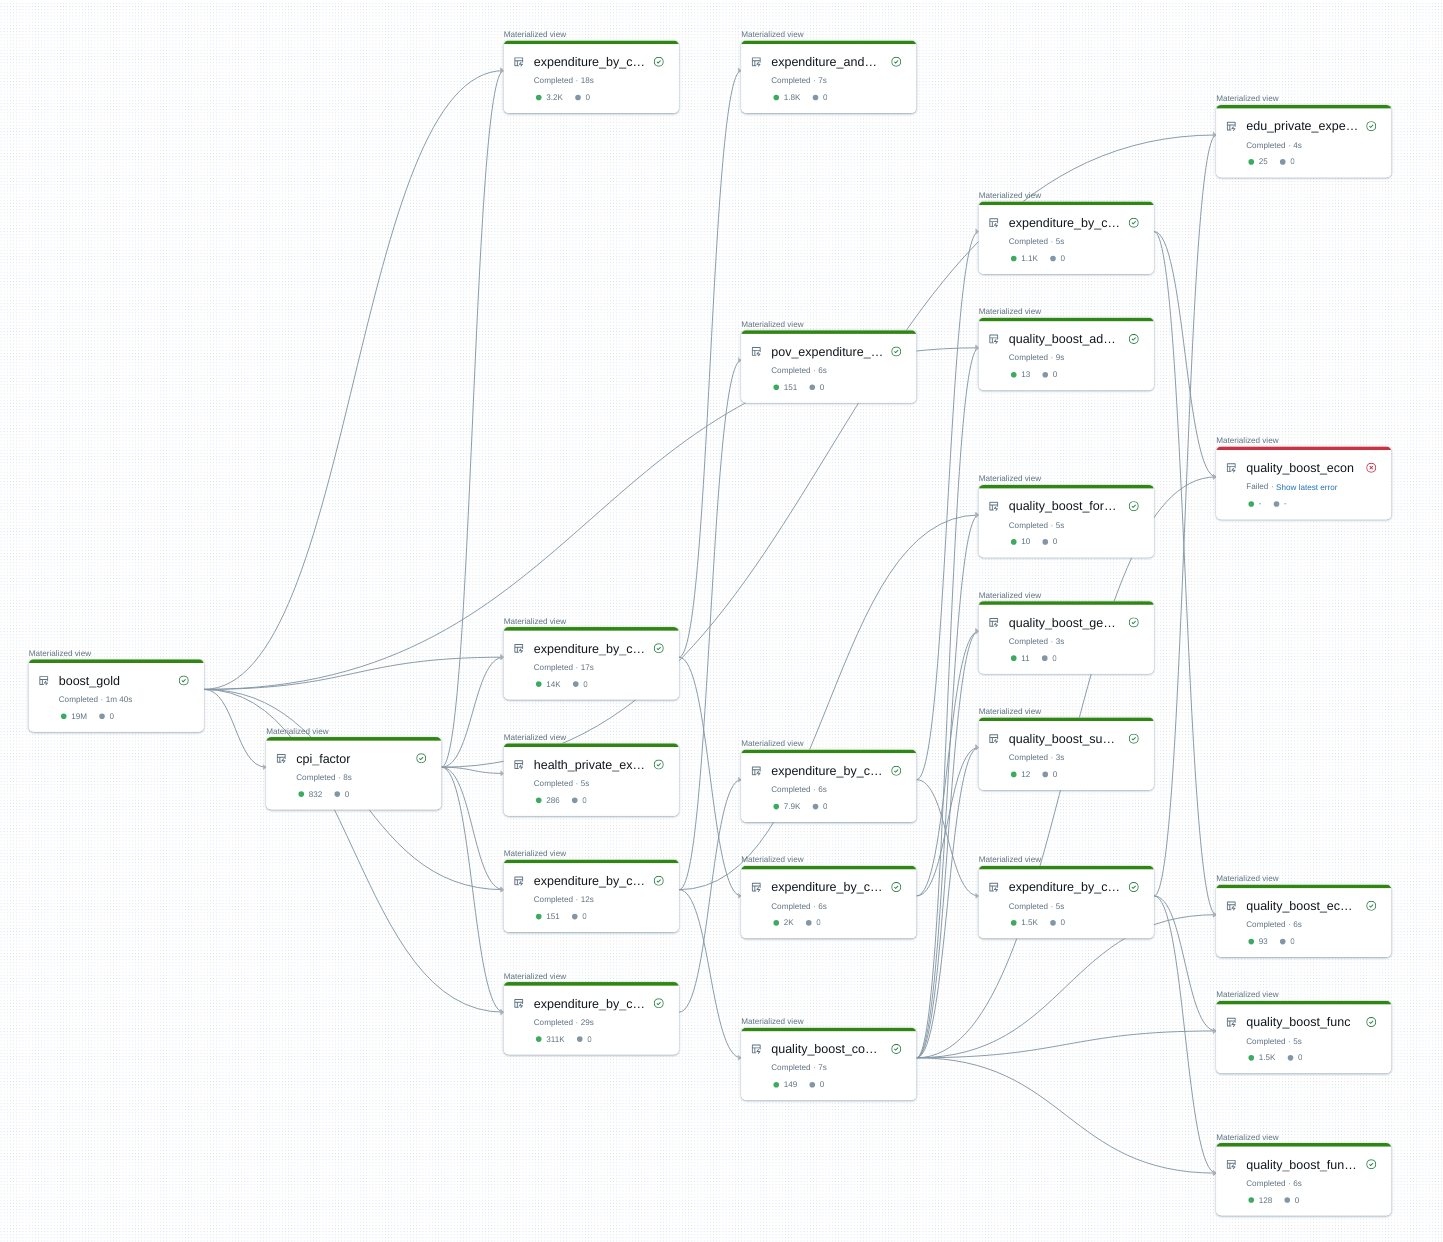 Materialized view
boost_gold
Completed · 1m 40s
19M 0
Materialized view
cpi_factor
Completed · 8s
832 0
Materialized view
expenditure_by_c…
Completed · 18s
3.2K 0
Materialized view
expenditure_by_c…
Completed · 17s
14K 0
Materialized view
health_private_ex…
Completed · 5s
286 0
Materialized view
expenditure_by_c…
Completed · 12s
151 0
Materialized view
expenditure_by_c…
Completed · 29s
311K 0
Materialized view
expenditure_and…
Completed · 7s
1.8K 0
Materialized view
pov_expenditure_…
Completed · 6s
151 0
Materialized view
expenditure_by_c…
Completed · 6s
7.9K 0
Materialized view
expenditure_by_c…
Completed · 6s
2K 0
Materialized view
quality_boost_co…
Completed · 7s
149 0
Materialized view
expenditure_by_c…
Completed · 5s
1.1K 0
Materialized view
quality_boost_ad…
Completed · 9s
13 0
Materialized view
quality_boost_for…
Completed · 5s
10 0
Materialized view
quality_boost_ge…
Completed · 3s
11 0
Materialized view
quality_boost_su…
Completed · 3s
12 0
Materialized view
expenditure_by_c…
Completed · 5s
1.5K 0
Materialized view
edu_private_expe…
Completed · 4s
25 0
Materialized view
quality_boost_econ
Failed · Show latest error
- -
Materialized view
quality_boost_ec…
Completed · 6s
93 0
Materialized view
quality_boost_func
Completed · 5s
1.5K 0
Materialized view
quality_boost_fun…
Completed · 6s
128 0